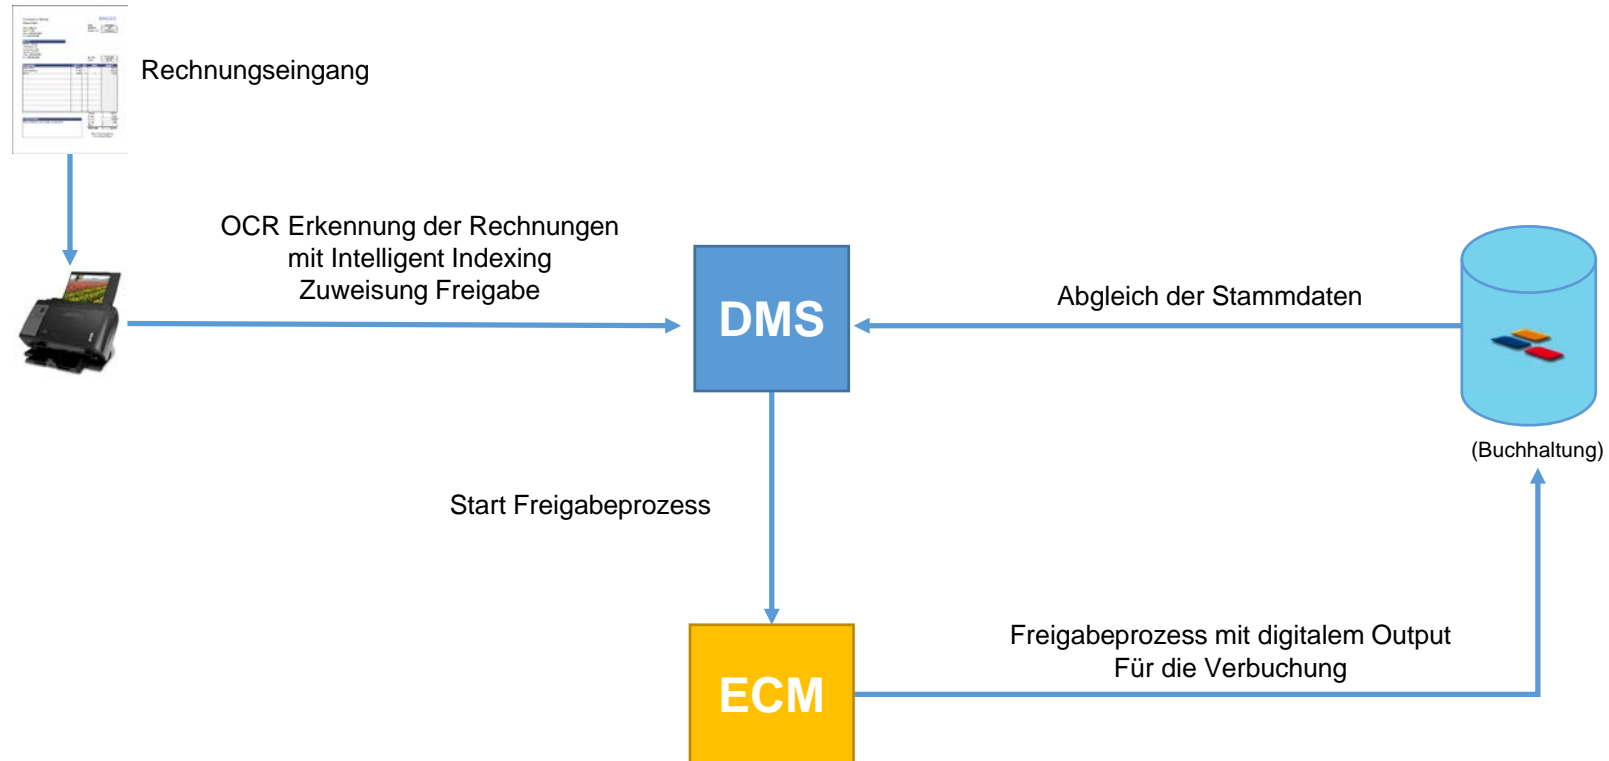 Rechnungseingang
OCR Erkennung der Rechnungen
mit Intelligent Indexing
Zuweisung Freigabe
DMS
Abgleich der Stammdaten
(Buchhaltung)
Start Freigabeprozess
Freigabeprozess mit digitalem Output
Für die Verbuchung
ECM